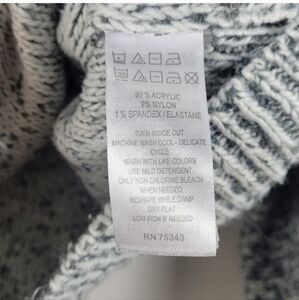 30
90 % ACRYLIC
9% NYLON
1 % SPANDEX / ELASTANE
TURN INSIDE OUT
MACHINE WASH COOL - DELICATE
CYCLE
WASH WITH LIKE COLORS
USE MILD DETERGENT
ONLY NON CHLORINE BLEACH
WHEN NEEDED
RESHAPE WHILE DAMP
DRY FLAT
LOW IRON IF NEEDED
RN 75343